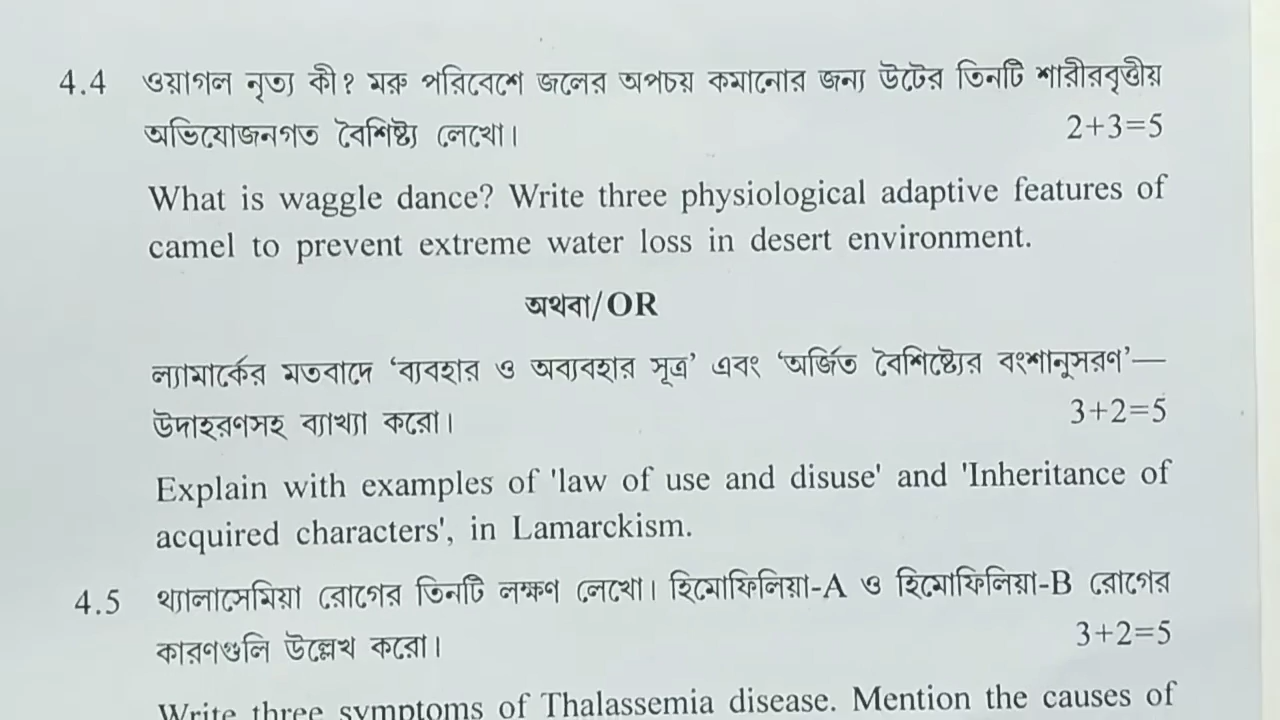 4.4 ওয়াগল নৃত্য কী? মরু পরিবেশে জলের অপচয় কমানোর জন্য উটের তিনটি শারীরবৃত্তীয়
অভিযোজনগত বৈশিষ্ট্য লেখো। 2+3=5
What is waggle dance? Write three physiological adaptive features of
camel to prevent extreme water loss in desert environment.
অথবা/OR
ল্যামার্কের মতবাদে ‘ব্যবহার ও অব্যবহার সূত্র’ এবং ‘অর্জিত বৈশিষ্ট্যের বংশানুসরণ’—
উদাহরণসহ ব্যাখ্যা করো। 3+2=5
Explain with examples of 'law of use and disuse' and 'Inheritance of
acquired characters', in Lamarckism.
4.5 থ্যালাসেমিয়া রোগের তিনটি লক্ষণ লেখো। হিমোফিলিয়া-A ও হিমোফিলিয়া-B রোগের
কারণগুলি উল্লেখ করো। 3+2=5
Write three symptoms of Thalassemia disease. Mention the causes of